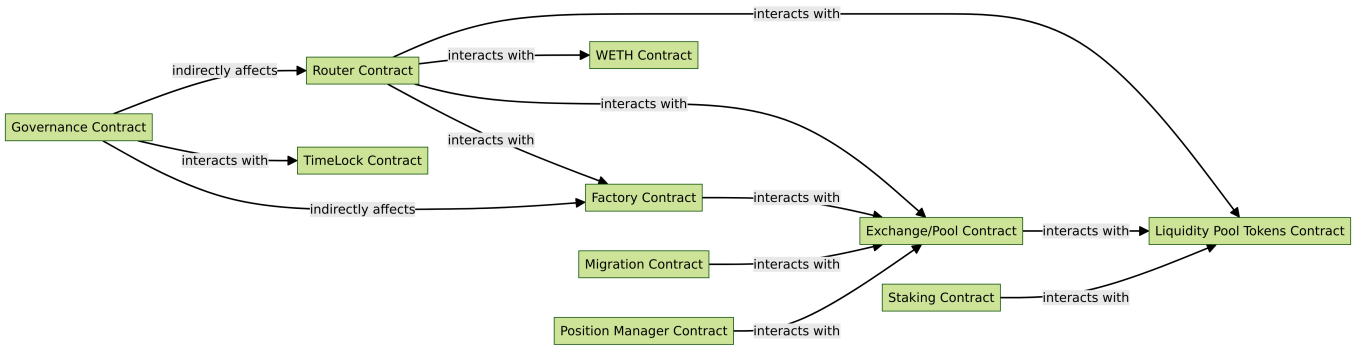 interacts with
interacts with
WETH Contract
indirectly affects
Router Contract
interacts with
Governance Contract
interacts with
interacts with
TimeLock Contract
Factory Contract
interacts with
indirectly affects
Exchange/Pool Contract
interacts with
Liquidity Pool Tokens Contract
Migration Contract
interacts with
Staking Contract
interacts with
Position Manager Contract
interacts with